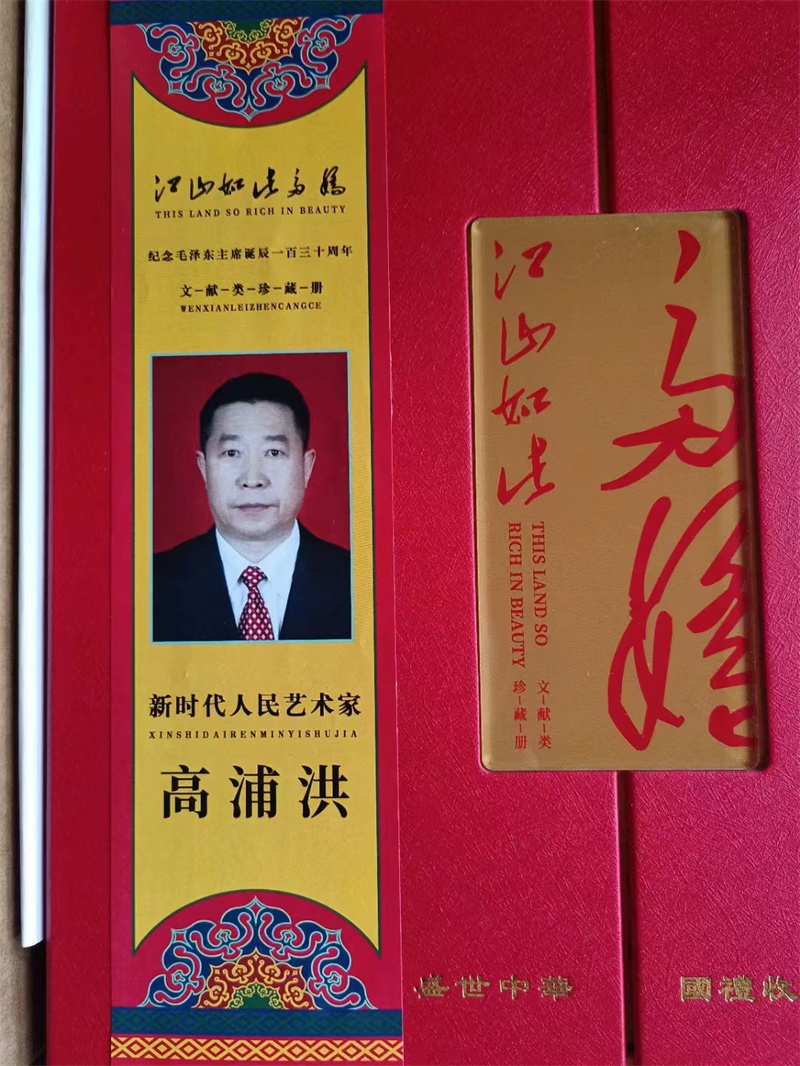 江山如此多娇
THIS LAND SO RICH IN BEAUTY
纪念毛泽东主席诞辰一百三十周年
文-献-类-珍-藏-册
WENXIANLEIZHENCANGCE
新时代人民艺术家
XINSHIDAIRENMINYISHUJIA
高浦洪
江山如此
多娇
THIS LAND SO
RICH IN BEAUTY
文-献-类
珍-藏-册
盛世中華
國禮收